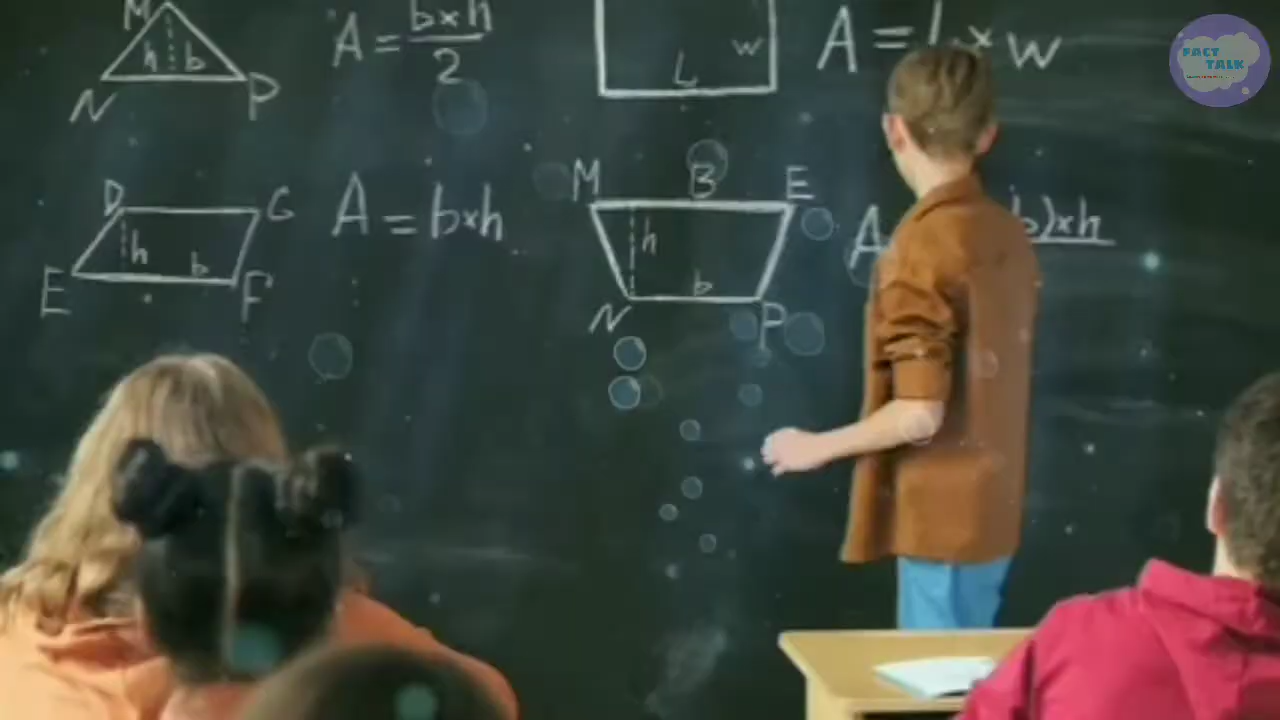 M
h b
N P
A = b×h
2
L w
A = L × w
D G
h
E b F
A = b×h
M B E
h
b
N P
A b)×h
FACT
TALK